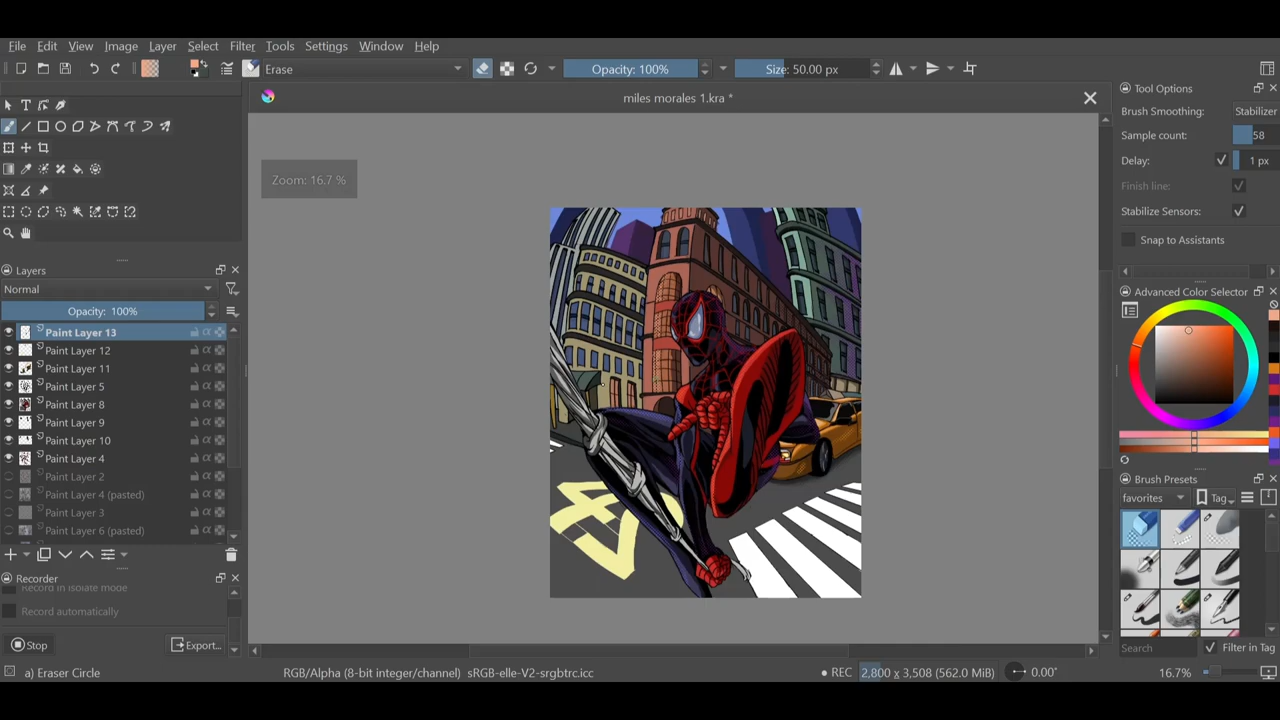 File Edit View Image Layer Select Filter Tools Settings Window Help
Erase Opacity: 100% Size: 50.00 px
miles morales 1.kra *
Tool Options
Brush Smoothing: Stabilizer
Sample count: 58
Delay: 1 px
Finish line:
Stabilize Sensors:
Snap to Assistants
Zoom: 16.7 %
Layers
Normal
Opacity: 100%
Paint Layer 13
Paint Layer 12
Paint Layer 11
Paint Layer 5
Paint Layer 8
Paint Layer 9
Paint Layer 10
Paint Layer 4
Paint Layer 2
Paint Layer 4 (pasted)
Paint Layer 3
Paint Layer 6 (pasted)
Advanced Color Selector
Brush Presets
favorites Tag
Search Filter in Tag
Recorder
Record in isolate mode
Record automatically
Stop Export...
a) Eraser Circle RGB/Alpha (8-bit integer/channel) sRGB-elle-V2-srgbtrc.icc REC 2,800 x 3,508 (562.0 MiB) 0.00° 16.7%